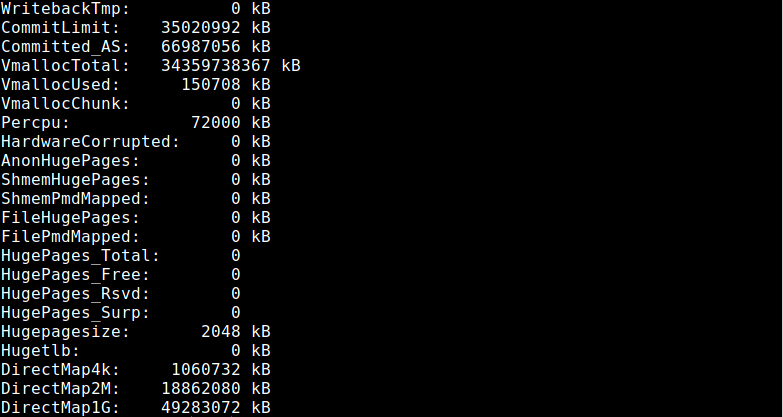 WritebackTmp:          0 kB
CommitLimit:    35020992 kB
Committed_AS:   66987056 kB
VmallocTotal:   34359738367 kB
VmallocUsed:      150708 kB
VmallocChunk:          0 kB
Percpu:            72000 kB
HardwareCorrupted:     0 kB
AnonHugePages:         0 kB
ShmemHugePages:        0 kB
ShmemPmdMapped:        0 kB
FileHugePages:         0 kB
FilePmdMapped:         0 kB
HugePages_Total:       0
HugePages_Free:        0
HugePages_Rsvd:        0
HugePages_Surp:        0
Hugepagesize:       2048 kB
Hugetlb:               0 kB
DirectMap4k:     1060732 kB
DirectMap2M:    18862080 kB
DirectMap1G:    49283072 kB